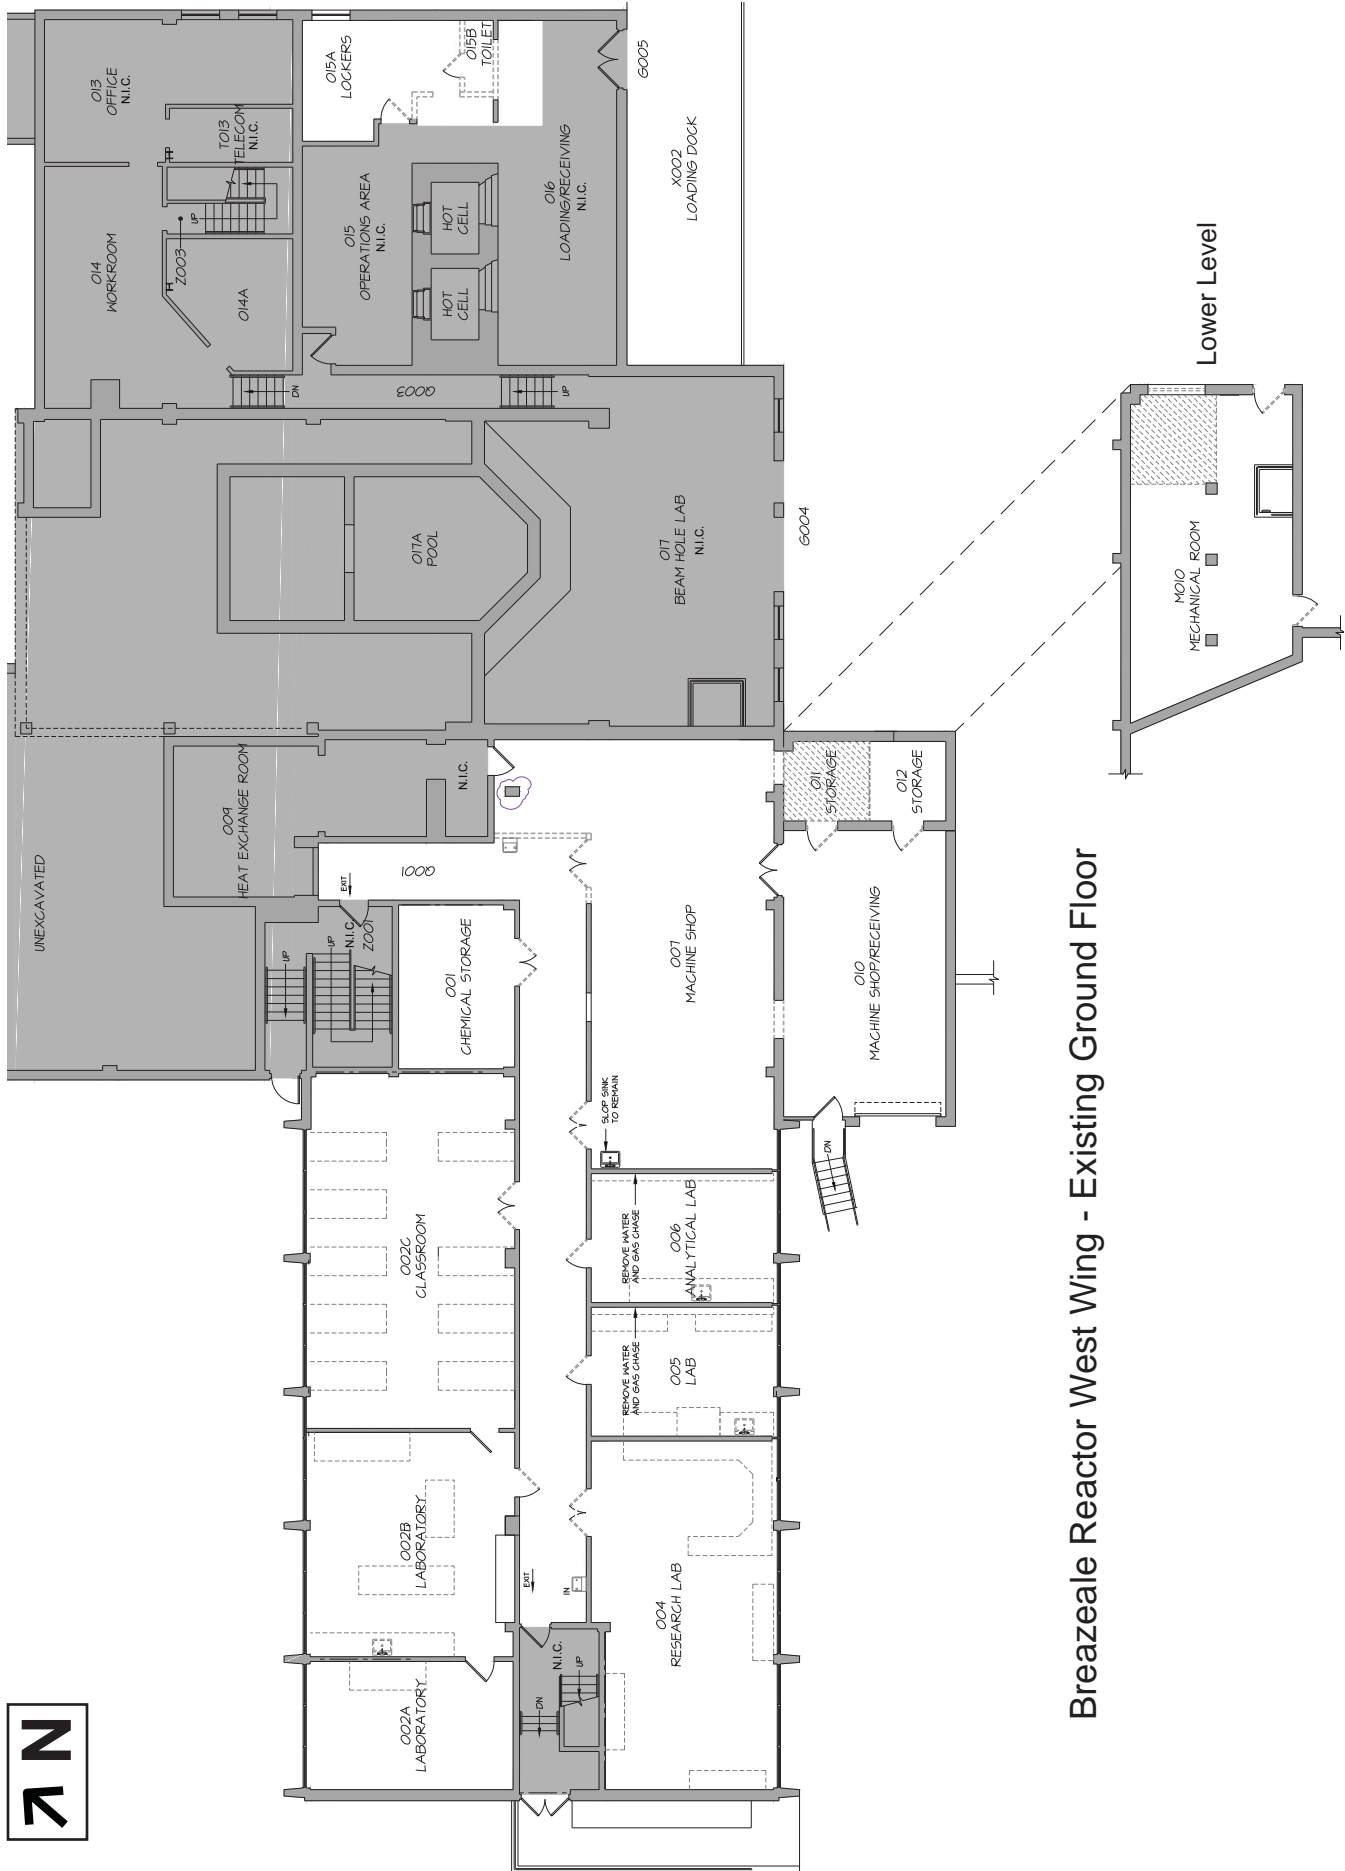 N
UNEXCAVATED
013
OFFICE
N.I.C.
T013
TELECOM
N.I.C.
014
WORKROOM
Z003
UP
014A
DN
015A
LOCKERS
015B
TOILET
015
OPERATIONS AREA
N.I.C.
HOT
CELL
HOT
CELL
016
LOADING/RECEIVING
N.I.C.
G005
X002
LOADING DOCK
Q003
UP
017A
POOL
017
BEAM HOLE LAB
N.I.C.
G004
009
HEAT EXCHANGE ROOM
N.I.C.
Q001
EXIT
UP
UP
N.I.C.
Z001
001
CHEMICAL STORAGE
007
MACHINE SHOP
SLOP SINK
TO REMAIN
011
STORAGE
012
STORAGE
010
MACHINE SHOP/RECEIVING
DN
002C
CLASSROOM
REMOVE WATER
AND GAS CHASE
006
ANALYTICAL LAB
REMOVE WATER
AND GAS CHASE
005
LAB
002B
LABORATORY
EXIT
IN
004
RESEARCH LAB
002A
LABORATORY
N.I.C.
UP
DN
M010
MECHANICAL ROOM
Lower Level
Breazeale Reactor West Wing - Existing Ground Floor